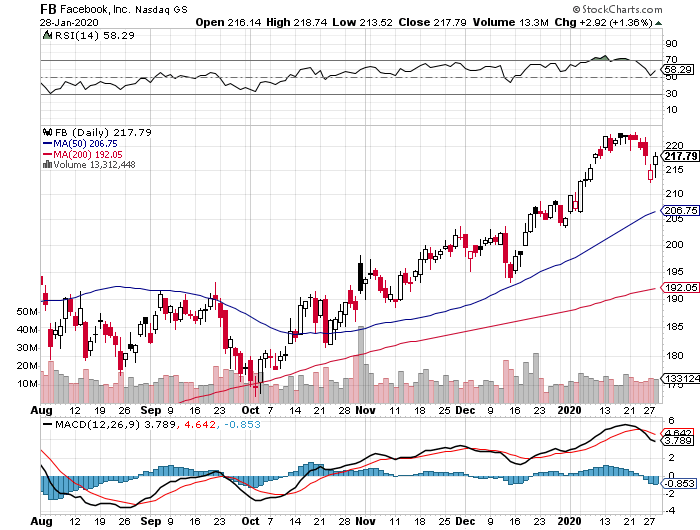 FB Facebook, Inc. Nasdaq GS © StockCharts.com
28-Jan-2020 Open 216.14 High 218.74 Low 213.52 Close 217.79 Volume 13.3M Chg +2.92 (+1.36%)
RSI(14) 58.29
90
70
58.29
50
30
10
FB (Daily) 217.79
MA(50) 206.75
MA(200) 192.05
Volume 13,312,448
220
217.79
215
210
206.75
205
200
195
192.05
190
185
180
175
170
133124
50M
40M
30M
20M
10M
Aug 12 19 26 Sep 9 16 23 Oct 7 14 21 28 Nov 11 18 25 Dec 9 16 23 2020 13 21 27
MACD(12,26,9) 3.789, 4.642, -0.853
6
4.642
3.789
2
0
-0.853
-2
-4
Aug 12 19 26 Sep 9 16 23 Oct 7 14 21 28 Nov 11 18 25 Dec 9 16 23 2020 13 21 27